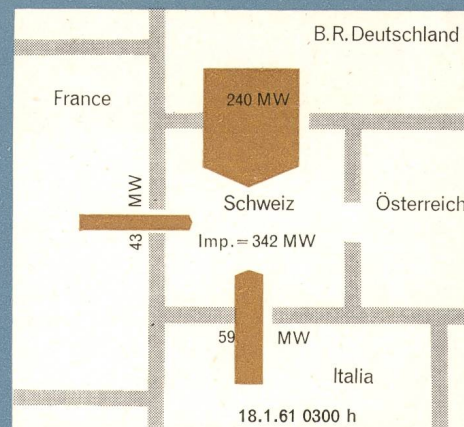 B.R.Deutschland
France
240 MW
Schweiz
Österreich
43 MW
Imp.=342 MW
59 MW
Italia
18.1.61 0300 h